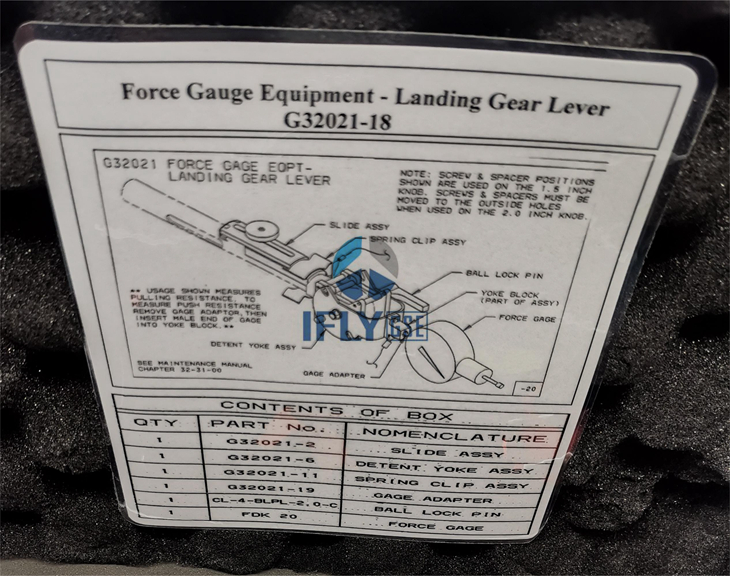 Force Gauge Equipment - Landing Gear Lever
G32021-18
G32021 FORCE GAGE EQPT-
LANDING GEAR LEVER
NOTE: SCREW & SPACER POSITIONS
SHOWN ARE USED ON THE 1.5 INCH
KNOB. SCREWS & SPACERS MUST BE
MOVED TO THE OUTSIDE HOLES
WHEN USED ON THE 2.0 INCH KNOB.
SLIDE ASSY
SPRING CLIP ASSY
BALL LOCK PIN
YOKE BLOCK
(PART OF ASSY)
FORCE GAGE
** USAGE SHOWN MEASURES
PULLING RESISTANCE. TO
MEASURE PUSH RESISTANCE
REMOVE GAGE ADAPTOR, THEN
INSERT MALE END OF GAGE
INTO YOKE BLOCK. **
IFLY GSE
DETENT YOKE ASSY
GAGE ADAPTER
SEE MAINTENANCE MANUAL
CHAPTER 32-31-00
-20
CONTENTS OF BOX
QTY PART No. NOMENCLATURE
1 G32021-2 SLIDE ASSY
1 G32021-6 DETENT YOKE ASSY
1 G32021-11 SPRING CLIP ASSY
1 G32021-19 GAGE ADAPTER
1 CL-4-BLPL-2.0-C BALL LOCK PIN
1 FDK 20 FORCE GAGE